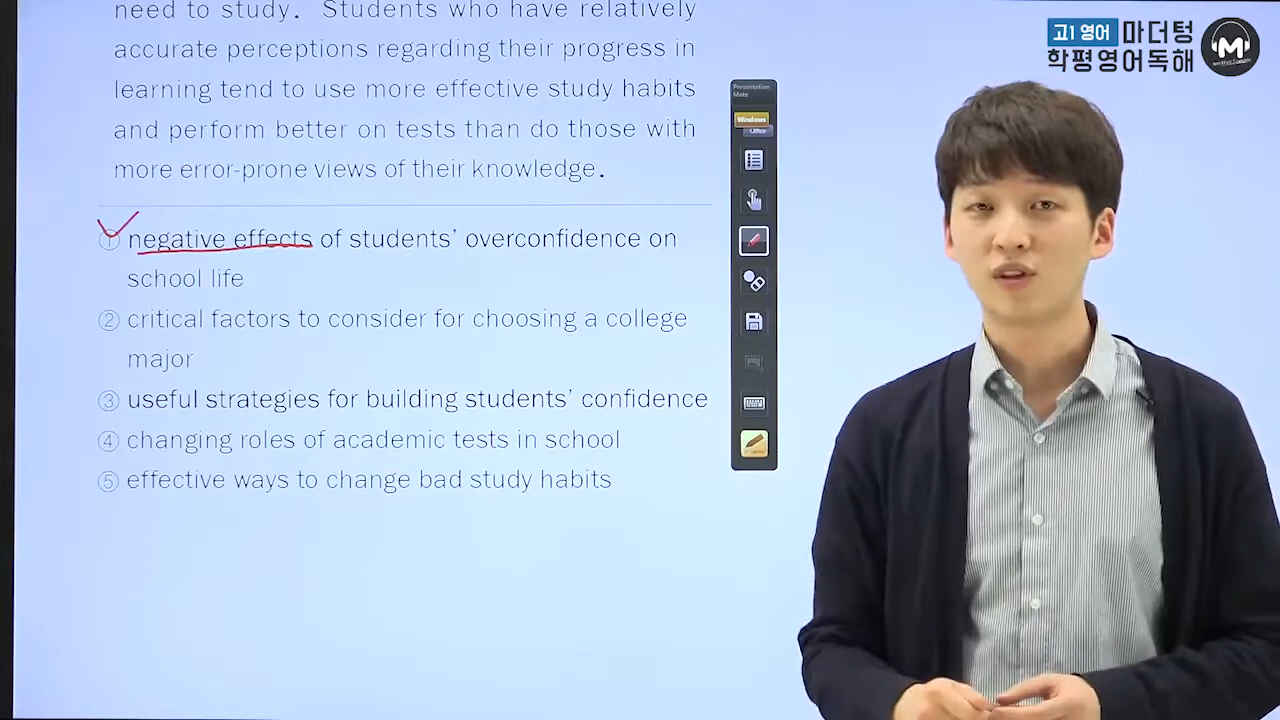 need to study. Students who have relatively
accurate perceptions regarding their progress in
learning tend to use more effective study habits
and perform better on tests than do those with
more error-prone views of their knowledge.
① negative effects of students’ overconfidence on
school life
② critical factors to consider for choosing a college
major
③ useful strategies for building students’ confidence
④ changing roles of academic tests in school
⑤ effective ways to change bad study habits
Presentation
Mate
Windows
Office
고1 영어 마더텅
학평영어독해
M